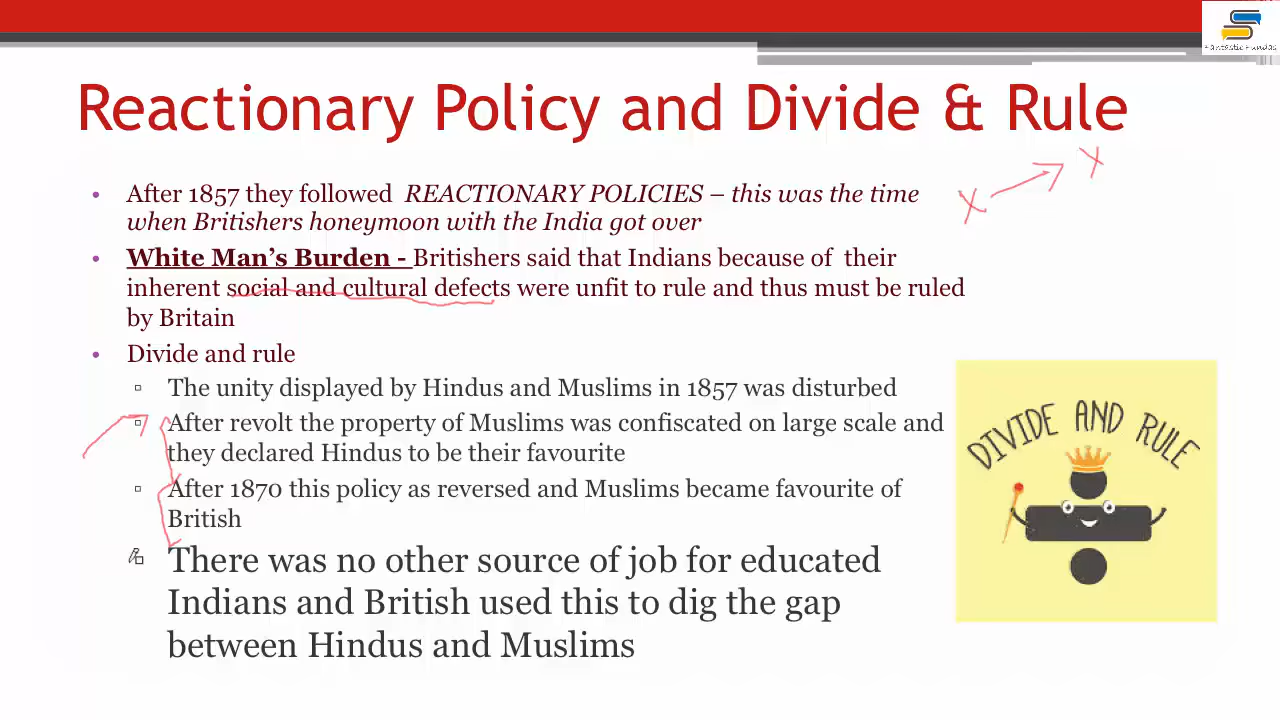 Fantastic Fundas
Reactionary Policy and Divide & Rule
• After 1857 they followed REACTIONARY POLICIES – this was the time
when Britishers honeymoon with the India got over
• White Man's Burden - Britishers said that Indians because of their
inherent social and cultural defects were unfit to rule and thus must be ruled
by Britain
• Divide and rule
▫ The unity displayed by Hindus and Muslims in 1857 was disturbed
▫ After revolt the property of Muslims was confiscated on large scale and
they declared Hindus to be their favourite
▫ After 1870 this policy as reversed and Muslims became favourite of
British
▫ There was no other source of job for educated
Indians and British used this to dig the gap
between Hindus and Muslims
DIVIDE AND RULE
X X